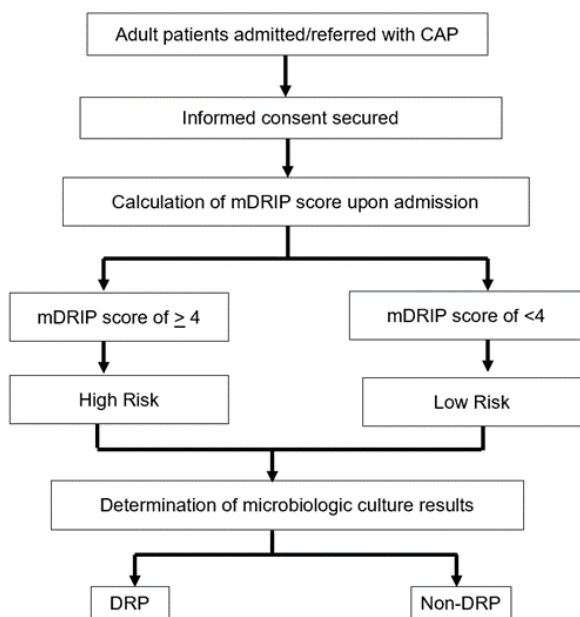 Adult patients admitted/referred with CAP
Informed consent secured
Calculation of mDRIP score upon admission
mDRIP score of ≥ 4
mDRIP score of <4
High Risk
Low Risk
Determination of microbiologic culture results
DRP
Non-DRP